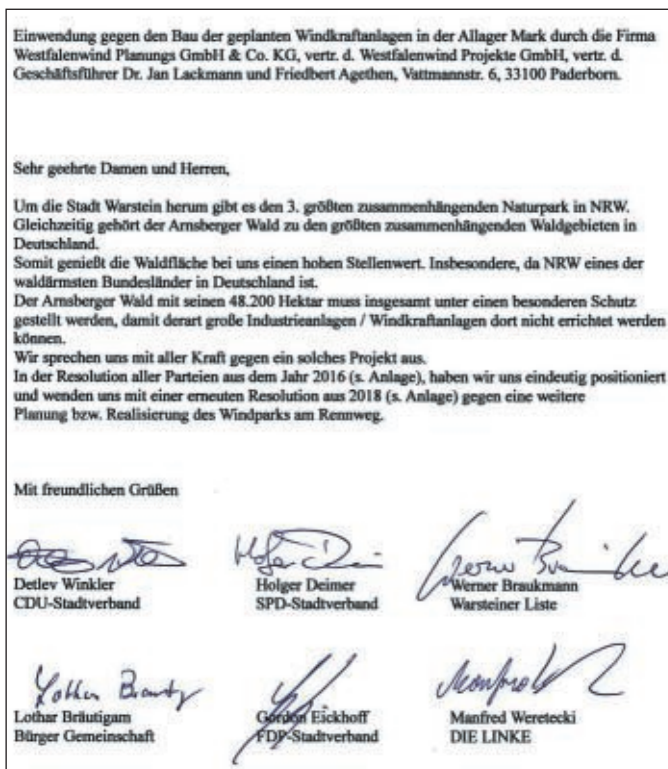 Einwendung gegen den Bau der geplanten Windkraftanlagen in der Allager Mark durch die Firma
Westfalenwind Planungs GmbH & Co. KG, vertr. d. Westfalenwind Projekte GmbH, vertr. d.
Geschäftsführer Dr. Jan Lackmann und Friedbert Agethen, Vattmannstr. 6, 33100 Paderborn.
Sehr geehrte Damen und Herren,
Um die Stadt Warstein herum gibt es den 3. größten zusammenhängenden Naturpark in NRW.
Gleichzeitig gehört der Arnsberger Wald zu den größten zusammenhängenden Waldgebieten in
Deutschland.
Somit genießt die Waldfläche bei uns einen hohen Stellenwert. Insbesondere, da NRW eines der
waldärmsten Bundesländer in Deutschland ist.
Der Arnsberger Wald mit seinen 48.200 Hektar muss insgesamt unter einen besonderen Schutz
gestellt werden, damit derart große Industrieanlagen / Windkraftanlagen dort nicht errichtet werden
können.
Wir sprechen uns mit aller Kraft gegen ein solches Projekt aus.
In der Resolution aller Parteien aus dem Jahr 2016 (s. Anlage), haben wir uns eindeutig positioniert
und wenden uns mit einer erneuten Resolution aus 2018 (s. Anlage) gegen eine weitere
Planung bzw. Realisierung des Windparks am Rennweg.
Mit freundlichen Grüßen
Detlev Winkler Holger Deimer Werner Braukmann
CDU-Stadtverband SPD-Stadtverband Warsteiner Liste
Lothar Bräutigam Gordon Eickhoff Manfred Weretecki
Bürger Gemeinschaft FDP-Stadtverband DIE LINKE